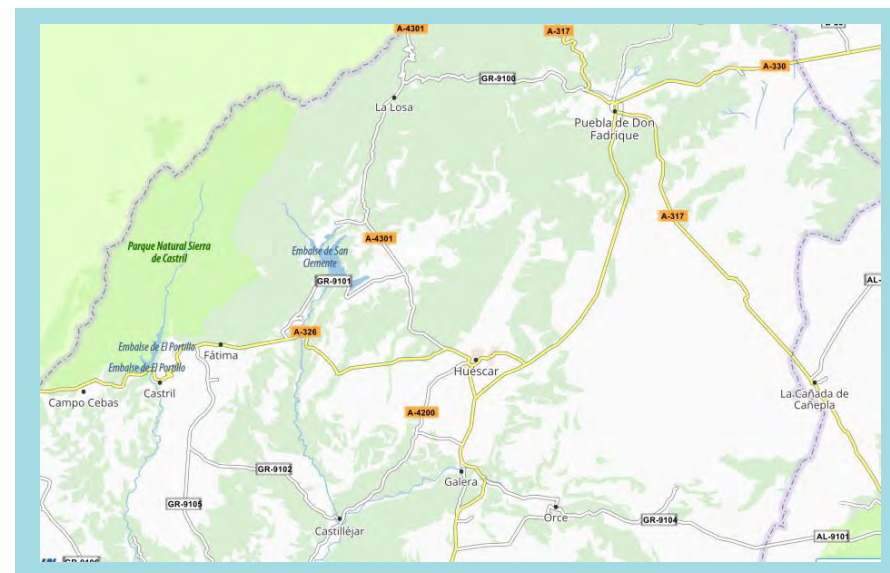 A-4301
A-317
A-330
GR-9100
La Losa
Puebla de Don
Fadrique
A-317
A-4301
Parque Natural Sierra
de Castril
Embalse de San
Clemente
GR-9101
AL-
A-326
Embalse de El Portillo
Fátima
Embalse de El Portillo
Huéscar
Castril
Campo Cebas
La Cañada de
Cañepla
A-4200
GR-9102
Galera
GR-9105
Orce
GR-9104
Castilléjar
AL-9101